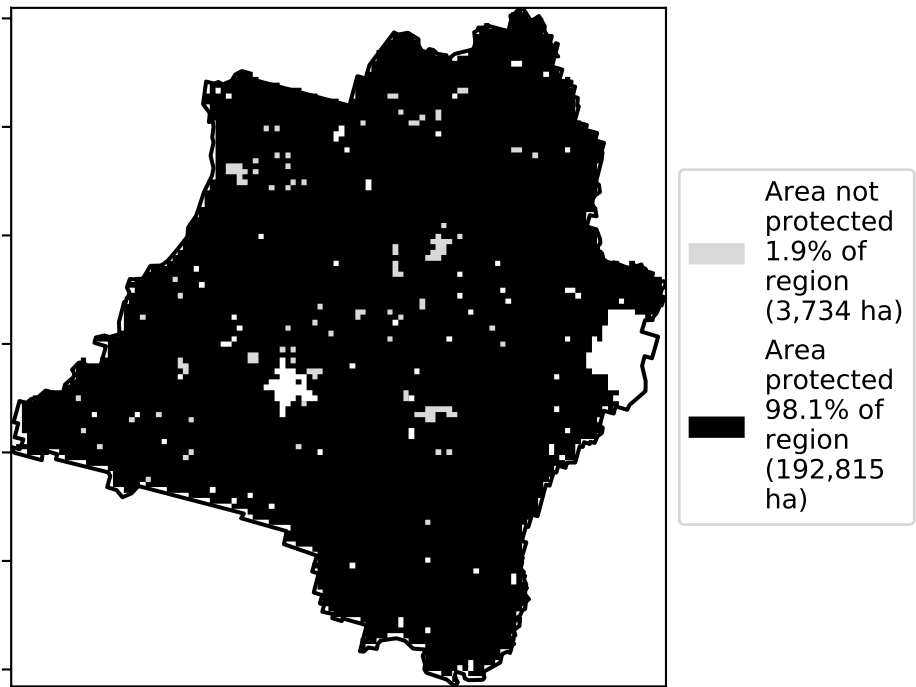 Area not
protected
1.9% of
region
(3,734 ha)
Area
protected
98.1% of
region
(192,815
ha)